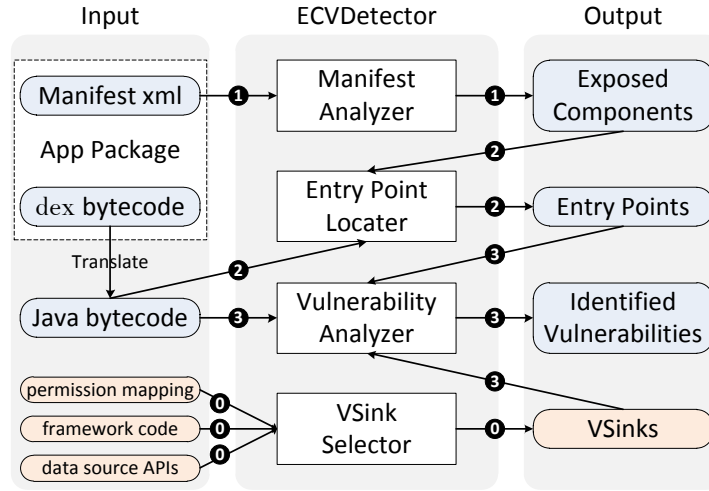 Input
ECVDetector
Output
Manifest xml
1
Manifest
Analyzer
1
Exposed
Components
App Package
2
dex bytecode
Entry Point
Locater
2
Entry Points
Translate
2
3
Java bytecode
3
Vulnerability
Analyzer
3
Identified
Vulnerabilities
3
permission mapping
0
framework code
0
data source APIs
0
VSink
Selector
0
VSinks